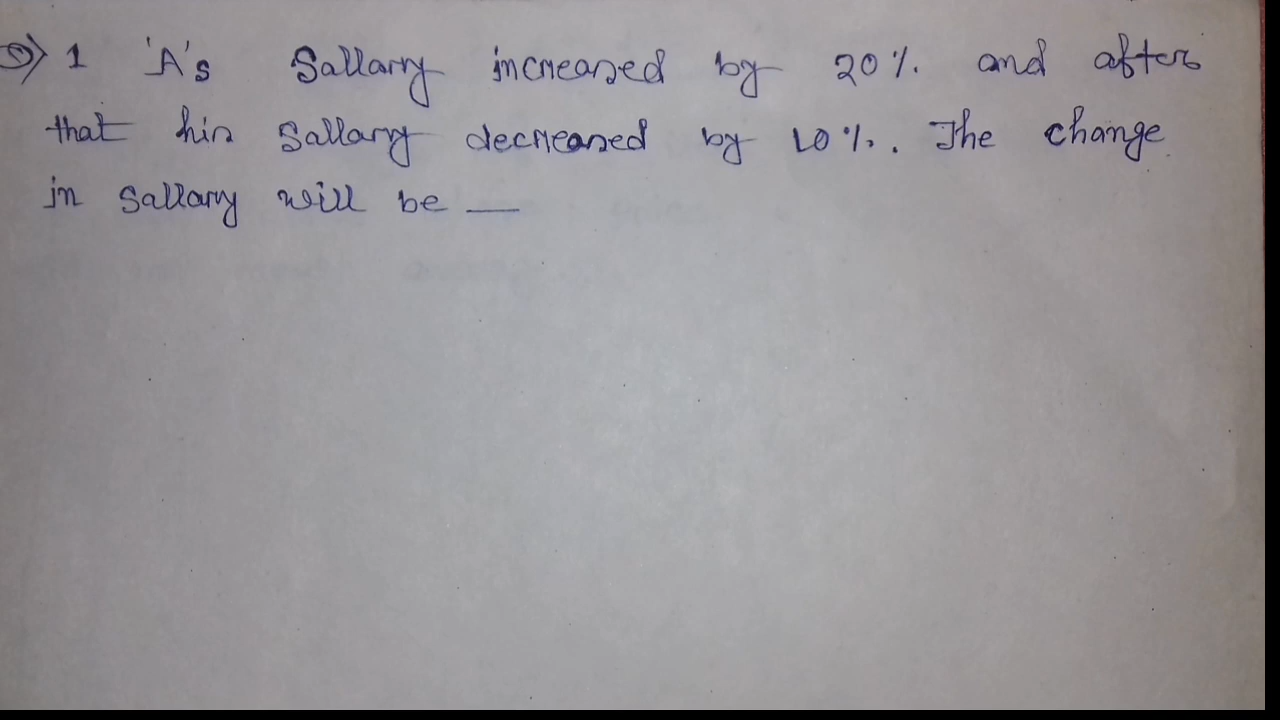 Q) 1 'A's Sallary increased by 20%. and after
that his Sallary decreased by 10%. The change
in Sallary will be —